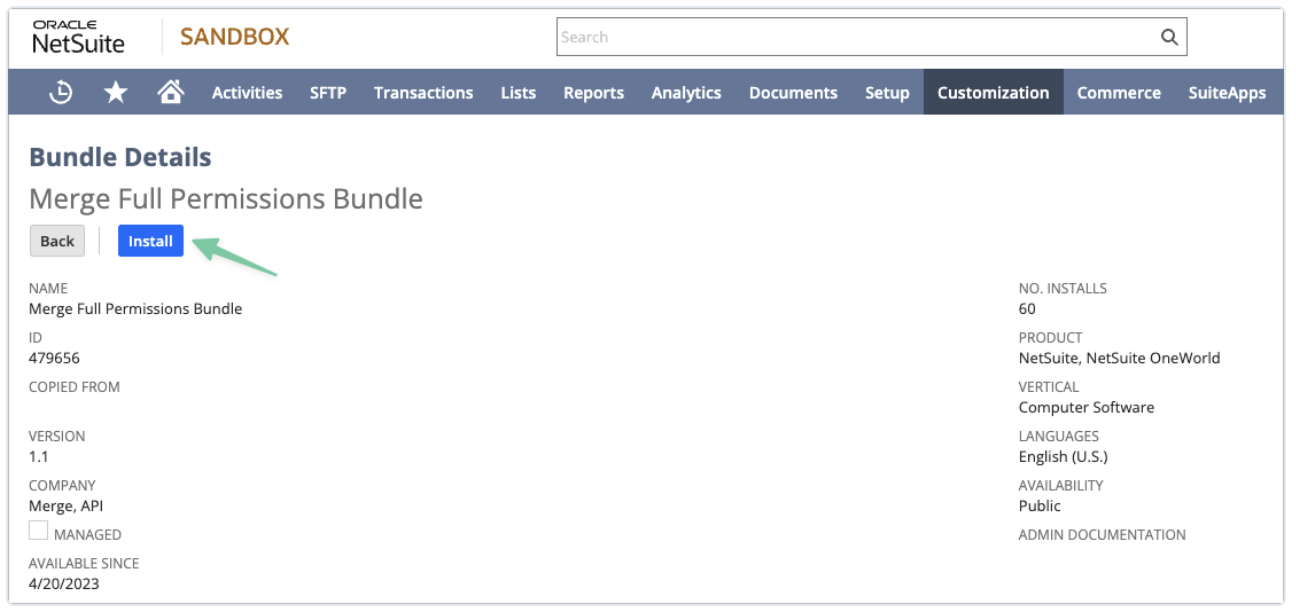 ORACLE
NetSuite
SANDBOX
Search
Activities SFTP Transactions Lists Reports Analytics Documents Setup Customization Commerce SuiteApps
Bundle Details
Merge Full Permissions Bundle
Back Install
NAME
Merge Full Permissions Bundle
ID
479656
COPIED FROM
VERSION
1.1
COMPANY
Merge, API
MANAGED
AVAILABLE SINCE
4/20/2023
NO. INSTALLS
60
PRODUCT
NetSuite, NetSuite OneWorld
VERTICAL
Computer Software
LANGUAGES
English (U.S.)
AVAILABILITY
Public
ADMIN DOCUMENTATION